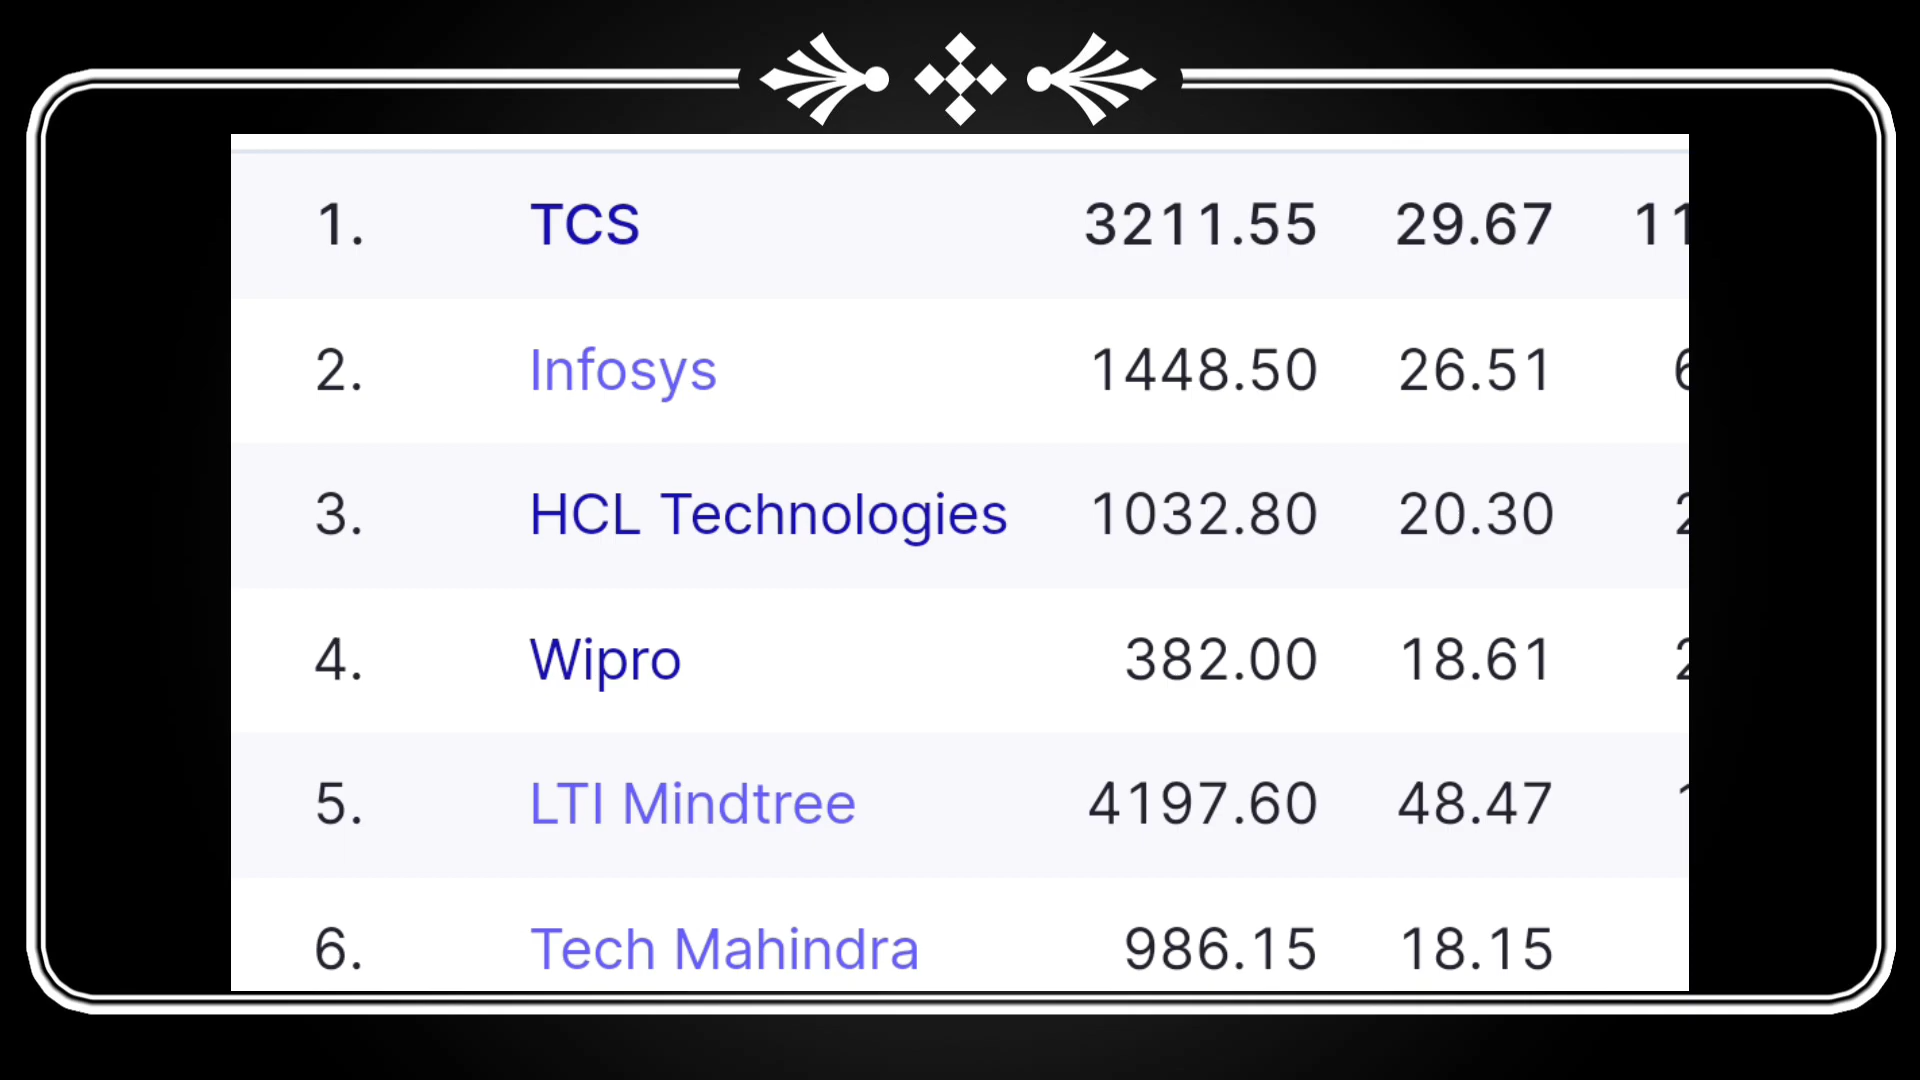 1. TCS 3211.55 29.67 11
2. Infosys 1448.50 26.51
3. HCL Technologies 1032.80 20.30
4. Wipro 382.00 18.61
5. LTI Mindtree 4197.60 48.47
6. Tech Mahindra 986.15 18.15